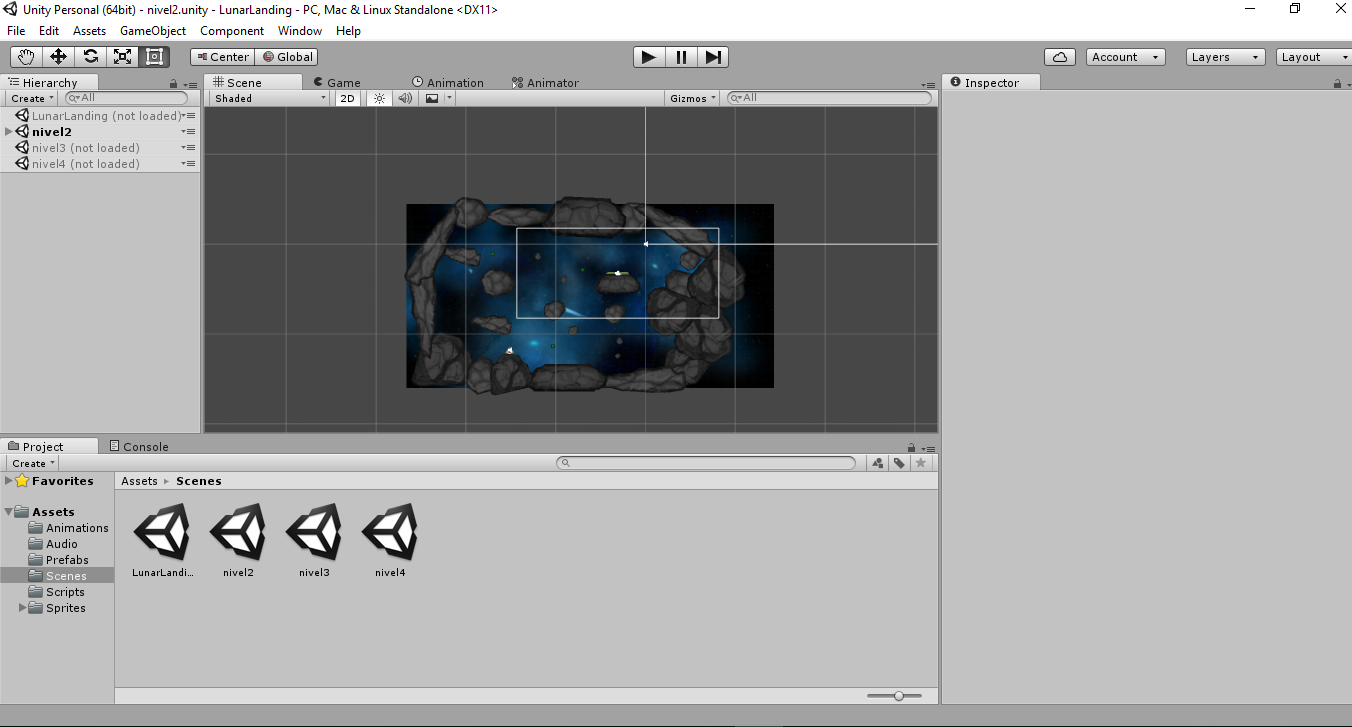 Unity Personal (64bit) - nivel2.unity - LunarLanding - PC, Mac & Linux Standalone <DX11>
File Edit Assets GameObject Component Window Help
Center Global Account Layers Layout
Hierarchy Scene Game Animation Animator Inspector
Create All Shaded 2D Gizmos All
LunarLanding (not loaded)
nivel2
nivel3 (not loaded)
nivel4 (not loaded)
Project Console
Create
Favorites Assets Scenes
Assets
Animations
Audio
Prefabs
Scenes
Scripts
Sprites
LunarLandi... nivel2 nivel3 nivel4